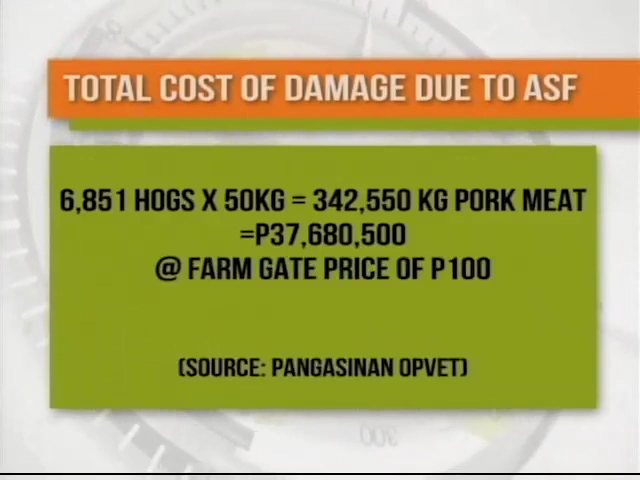 TOTAL COST OF DAMAGE DUE TO ASF
6,851 HOGS X 50KG = 342,550 KG PORK MEAT
=P37,680,500
@ FARM GATE PRICE OF P100
(SOURCE: PANGASINAN OPVET)
300